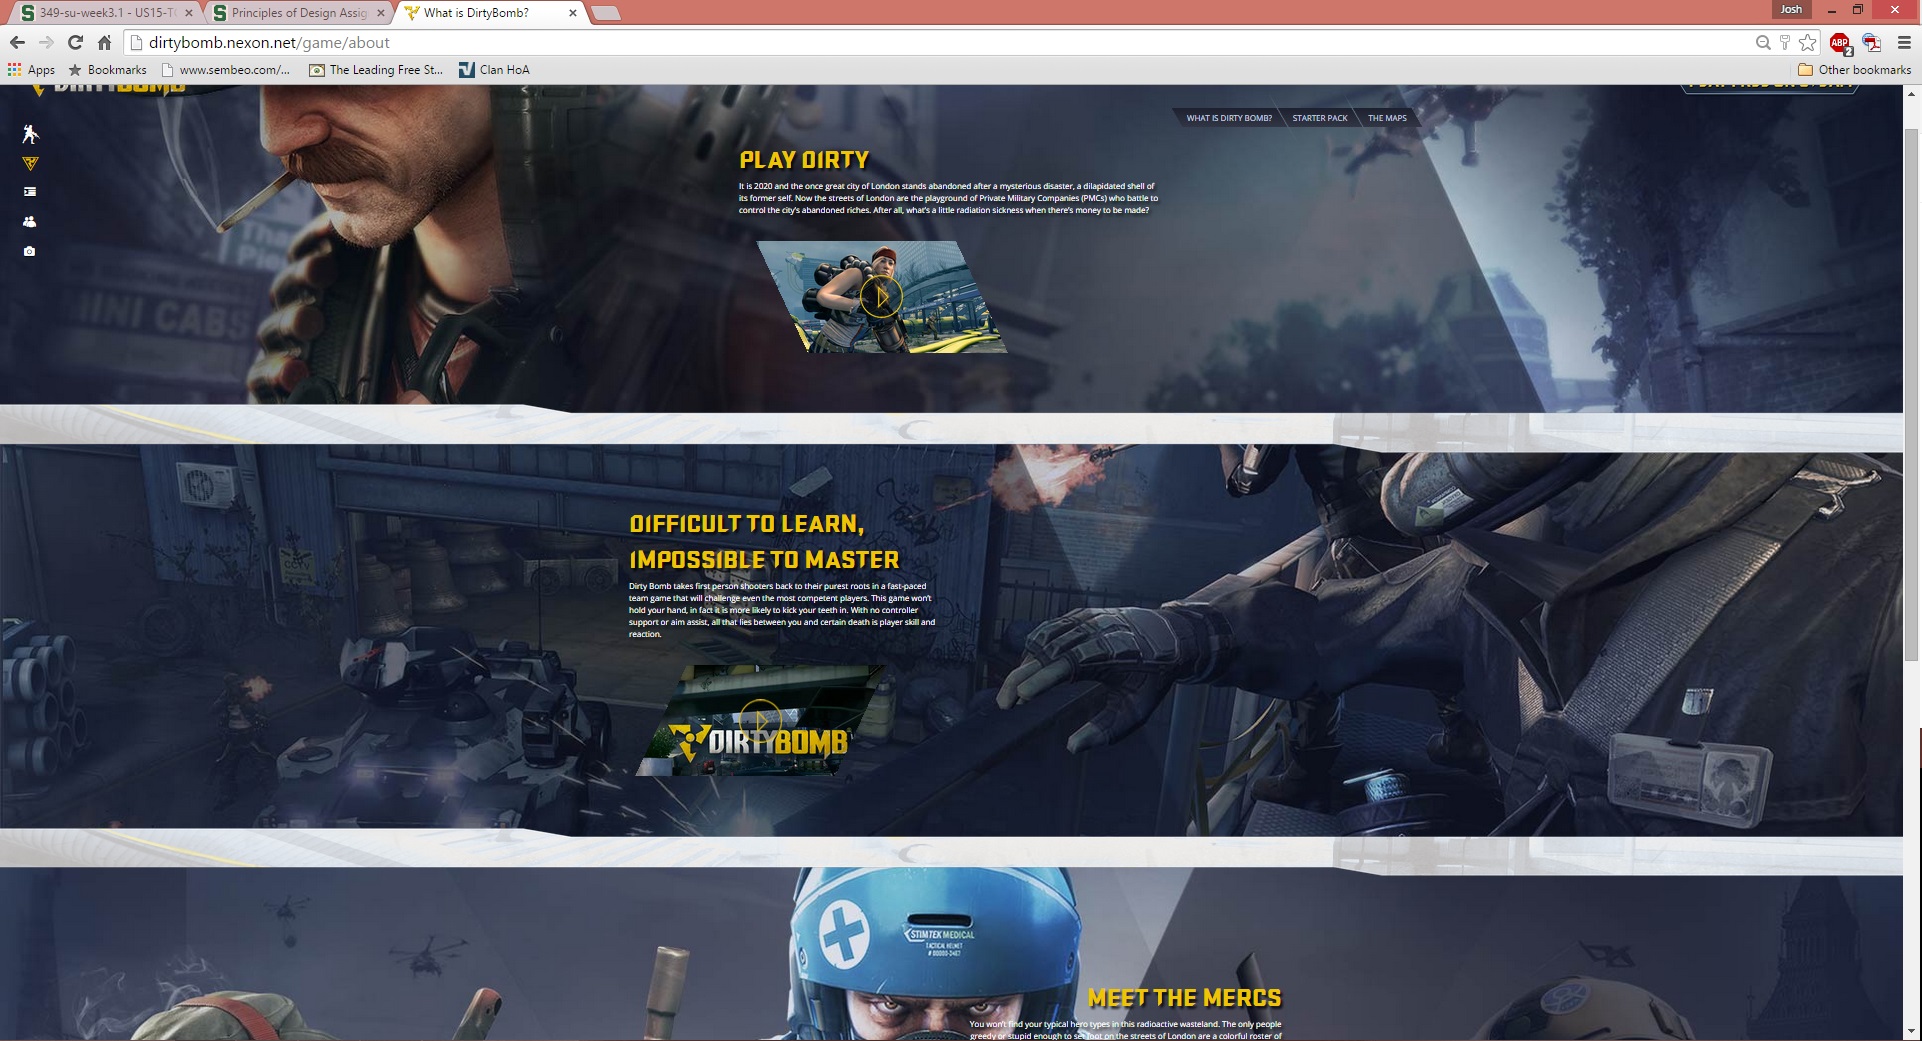 Josh
349-su-week3.1 - US15-T
Principles of Design Assig
What is DirtyBomb?
dirtybomb.nexon.net/game/about
ABP
2
Apps
Bookmarks
www.sembeo.com/...
The Leading Free St...
Clan HoA
Other bookmarks
DIRTYBOMB
WHAT IS DIRTY BOMB?
STARTER PACK
THE MAPS
PLAY DIRTY
It is 2020 and the once great city of London stands abandoned after a mysterious disaster, a dilapidated shell of
its former self. Now the streets of London are the playground of Private Military Companies (PMCs) who battle to
control the city's abandoned riches. After all, what's a little radiation sickness when there's money to be made?
MINI CABS
DIFFICULT TO LEARN,
IMPOSSIBLE TO MASTER
Dirty Bomb takes first person shooters back to their purest roots in a fast-paced
team game that will challenge even the most competent players. This game won't
hold your hand, in fact it is more likely to kick your teeth in. With no controller
support or aim assist, all that lies between you and certain death is player skill and
reaction.
CCTV
DIRTYBOMB
STIMTEK MEDICAL
TACTICAL HELMET
MEET THE MERCS
You won't find your typical hero types in this radioactive wasteland. The only people
greedy or stupid enough to set foot on the streets of London are a colorful roster of